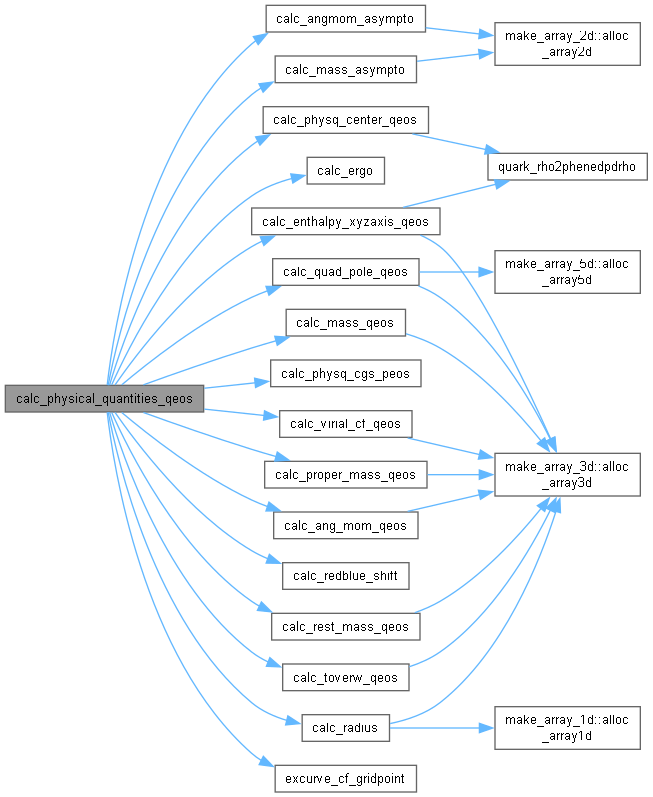 calc_angmom_asympto
make_array_2d::alloc
_array2d
calc_mass_asympto
calc_physq_center_qeos
quark_rho2phenedpdrho
calc_ergo
calc_enthalpy_xyzaxis_qeos
calc_quad_pole_qeos
make_array_5d::alloc
_array5d
calc_mass_qeos
calc_physq_cgs_peos
calc_physical_quantities_qeos
calc_virial_cf_qeos
calc_proper_mass_qeos
make_array_3d::alloc
_array3d
calc_ang_mom_qeos
calc_redblue_shift
calc_rest_mass_qeos
calc_toverw_qeos
calc_radius
make_array_1d::alloc
_array1d
excurve_cf_gridpoint